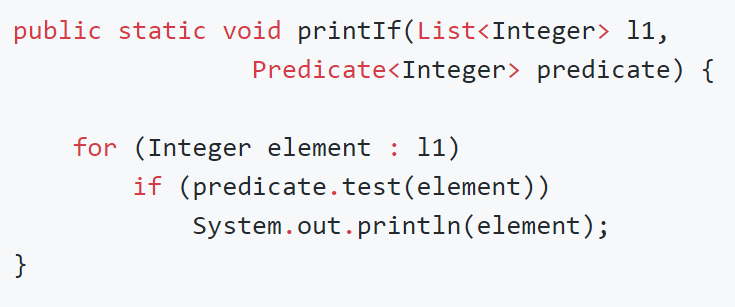 public static void printIf(List<Integer> l1,
                Predicate<Integer> predicate) {
    for (Integer element : l1)
        if (predicate.test(element))
            System.out.println(element);
}